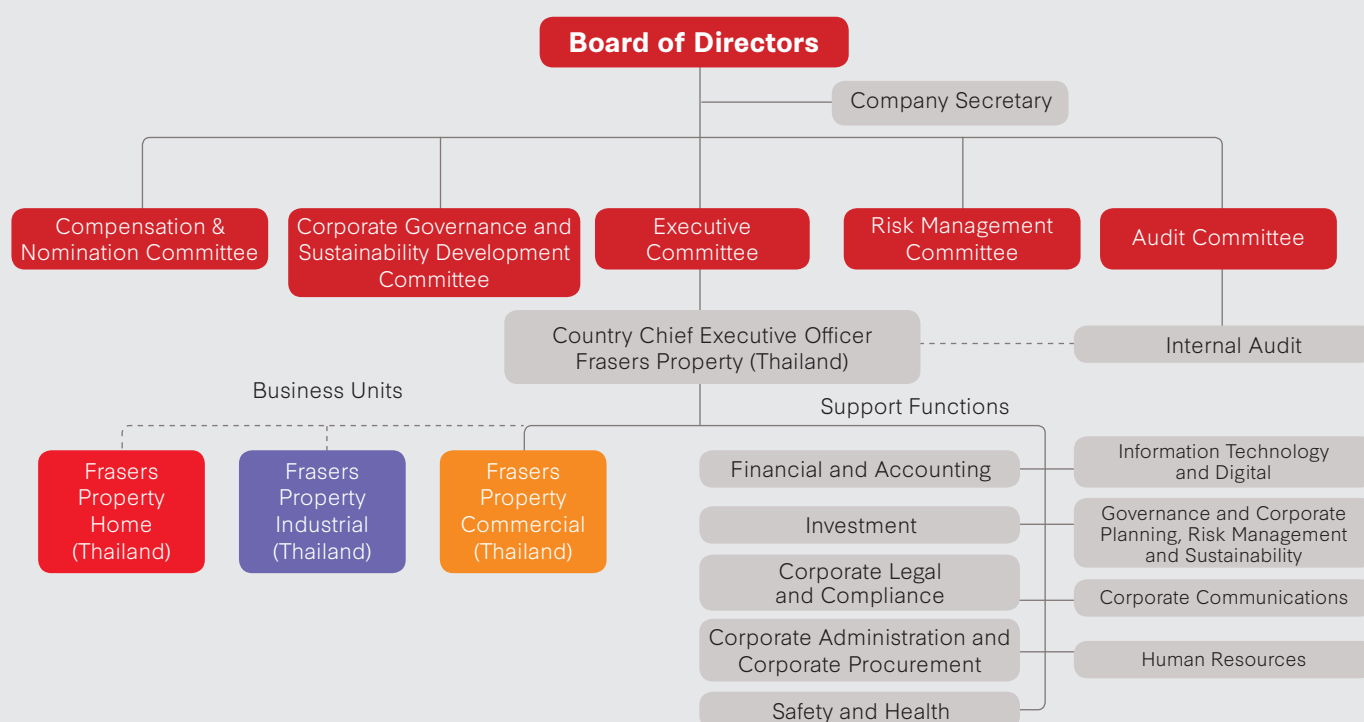 Board of Directors
Company Secretary
Compensation &
Nomination Committee
Corporate Governance and
Sustainability Development
Committee
Executive
Committee
Risk Management
Committee
Audit Committee
Country Chief Executive Officer
Frasers Property (Thailand)
Internal Audit
Business Units
Support Functions
Frasers
Property
Home
(Thailand)
Frasers
Property
Industrial
(Thailand)
Frasers
Property
Commercial
(Thailand)
Financial and Accounting
Information Technology
and Digital
Investment
Governance and Corporate
Planning, Risk Management
and Sustainability
Corporate Legal
and Compliance
Corporate Communications
Corporate Administration and
Corporate Procurement
Human Resources
Safety and Health